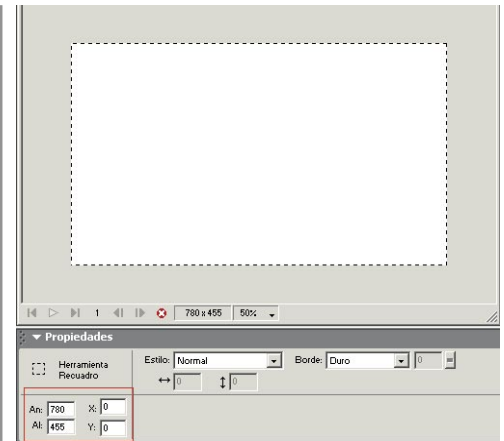 1 780 x 455 50%
Propiedades
Herramienta Recuadro
Estilo: Normal Borde: Duro 0
0 0
An: 780 X: 0
Al: 455 Y: 0